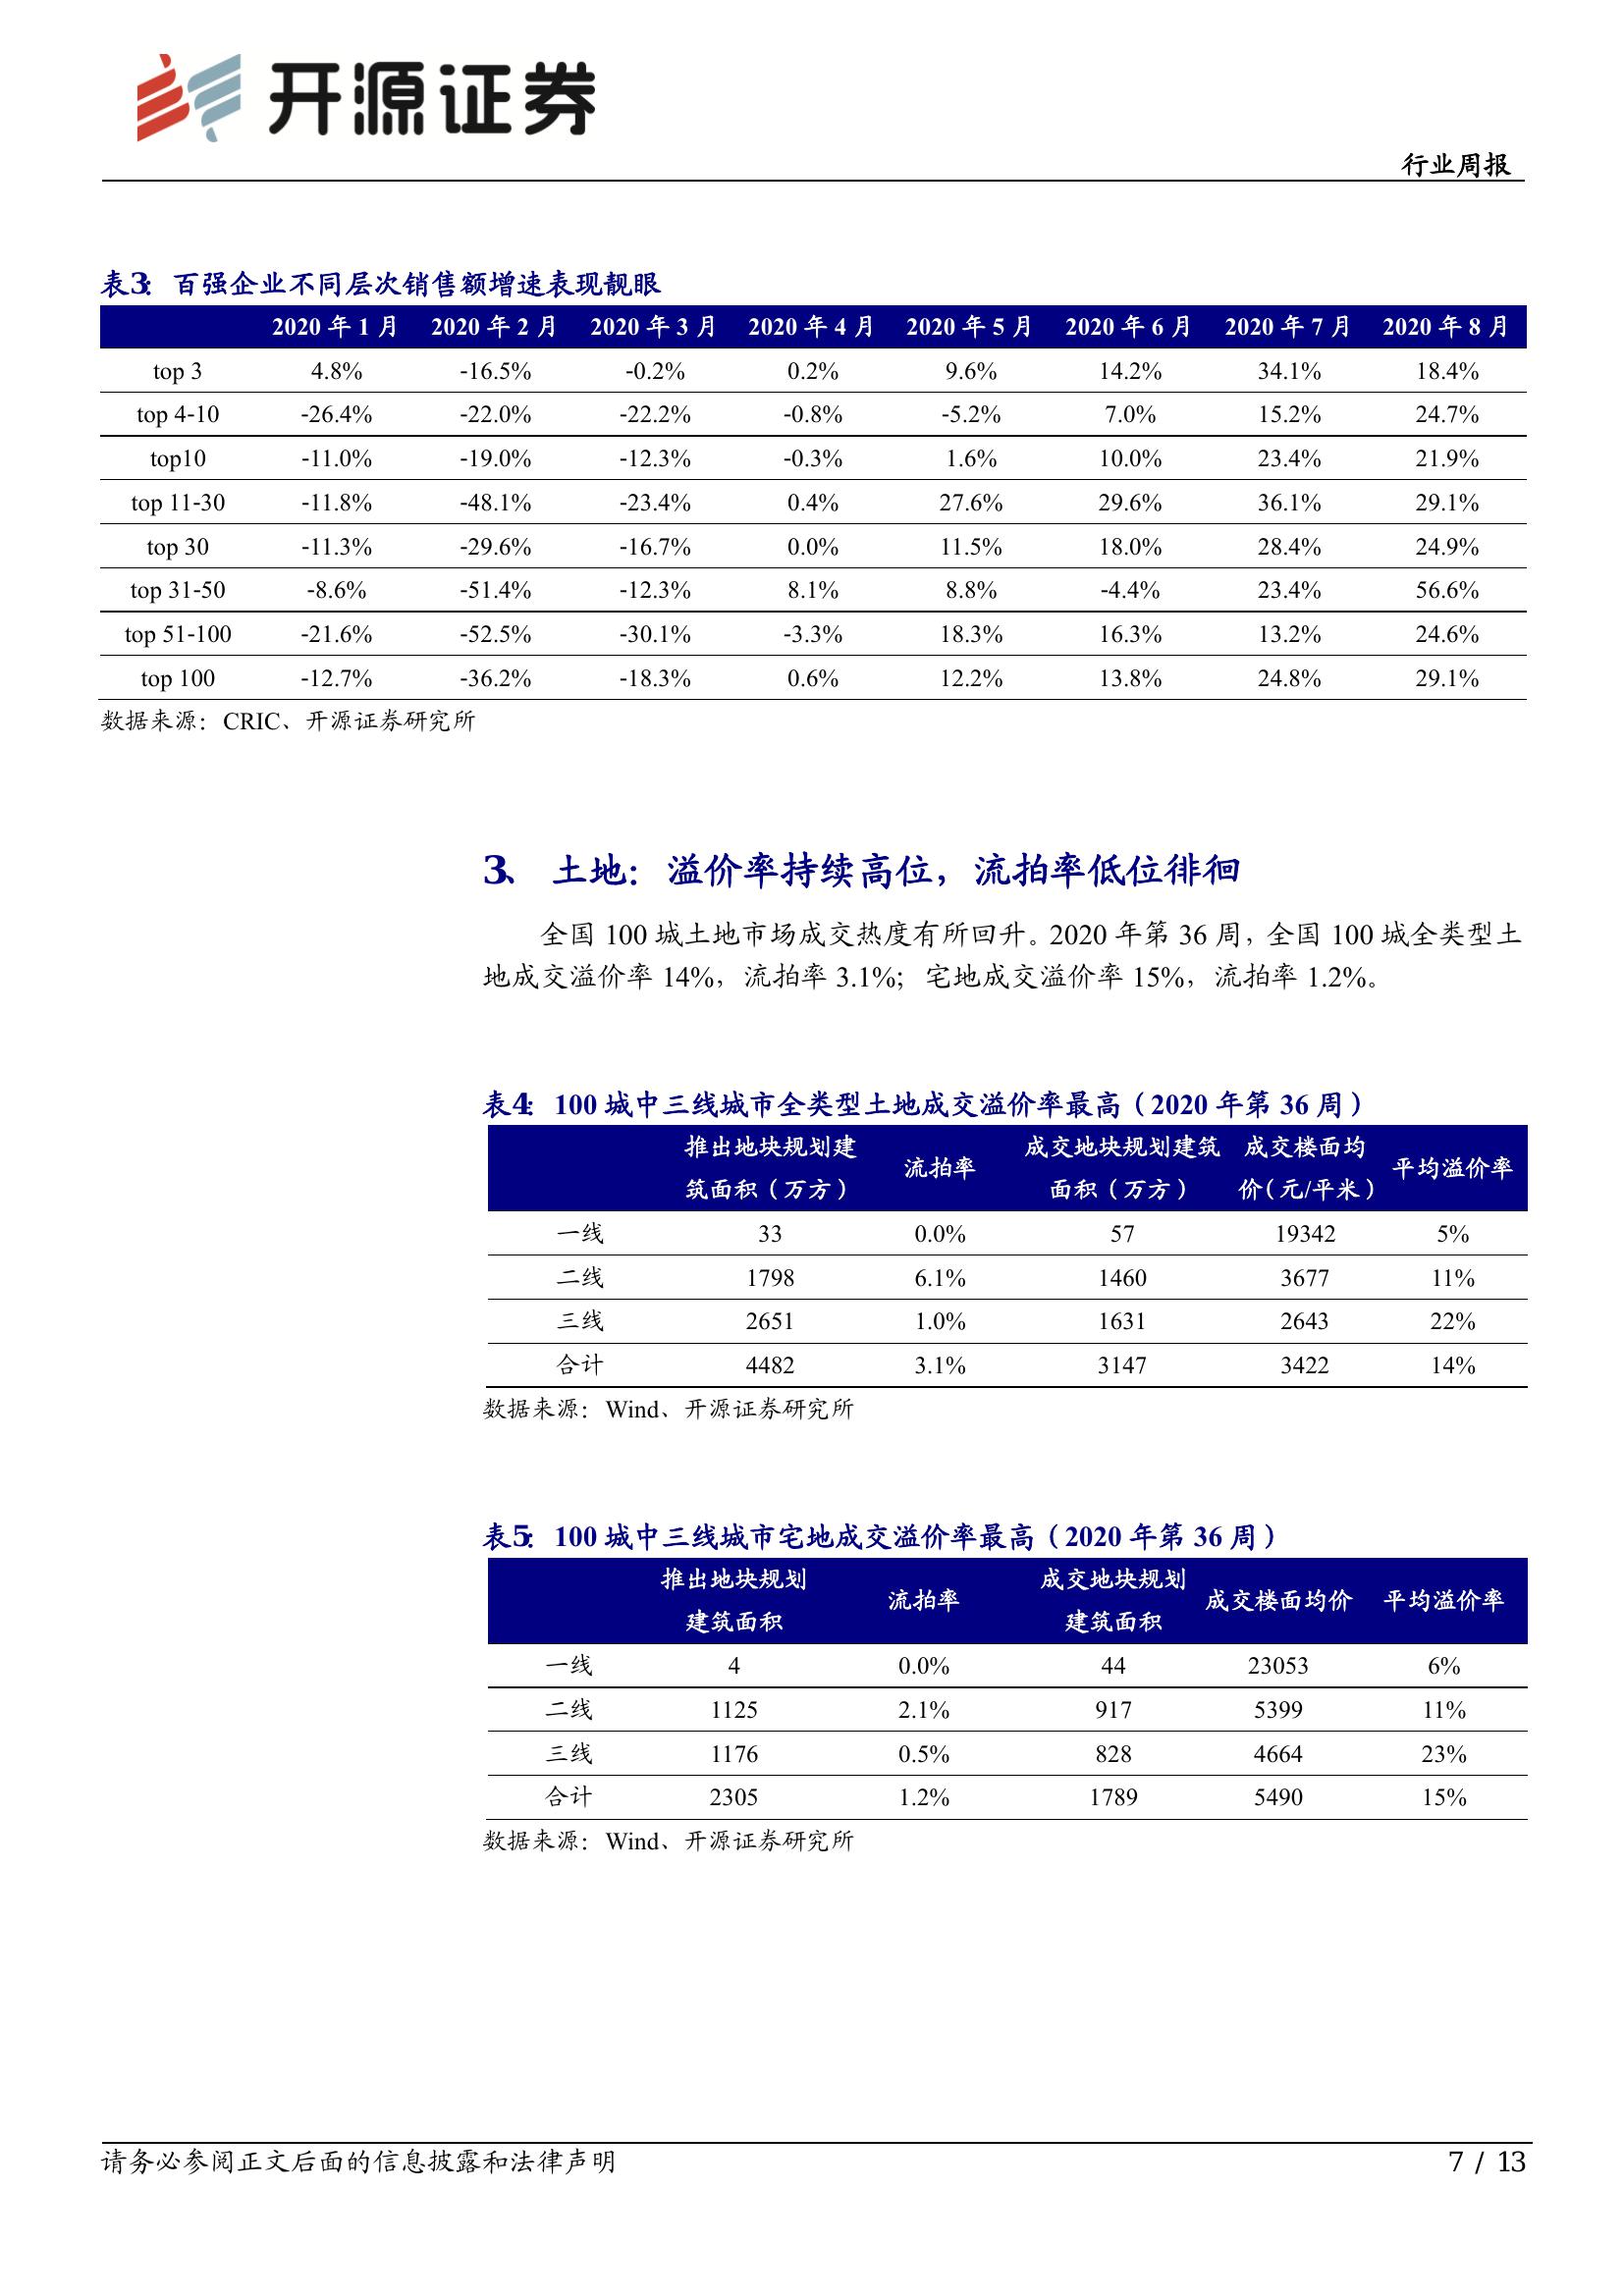 开源证券
行业周报
表3：百强企业不同层次销售额增速表现靓眼
2020 年 1 月 2020 年 2 月 2020 年 3 月 2020 年 4 月 2020 年 5 月 2020 年 6 月 2020 年 7 月 2020 年 8 月
top 3 4.8% -16.5% -0.2% 0.2% 9.6% 14.2% 34.1% 18.4%
top 4-10 -26.4% -22.0% -22.2% -0.8% -5.2% 7.0% 15.2% 24.7%
top10 -11.0% -19.0% -12.3% -0.3% 1.6% 10.0% 23.4% 21.9%
top 11-30 -11.8% -48.1% -23.4% 0.4% 27.6% 29.6% 36.1% 29.1%
top 30 -11.3% -29.6% -16.7% 0.0% 11.5% 18.0% 28.4% 24.9%
top 31-50 -8.6% -51.4% -12.3% 8.1% 8.8% -4.4% 23.4% 56.6%
top 51-100 -21.6% -52.5% -30.1% -3.3% 18.3% 16.3% 13.2% 24.6%
top 100 -12.7% -36.2% -18.3% 0.6% 12.2% 13.8% 24.8% 29.1%
数据来源：CRIC、开源证券研究所
3、 土地：溢价率持续高位，流拍率低位徘徊
全国 100 城土地市场成交热度有所回升。2020 年第 36 周，全国 100 城全类型土
地成交溢价率 14%，流拍率 3.1%；宅地成交溢价率 15%，流拍率 1.2%。
表4：100 城中三线城市全类型土地成交溢价率最高（2020 年第 36 周）
推出地块规划建 成交地块规划建筑 成交楼面均
流拍率 平均溢价率
筑面积（万方） 面积（万方） 价（元/平米）
一线 33 0.0% 57 19342 5%
二线 1798 6.1% 1460 3677 11%
三线 2651 1.0% 1631 2643 22%
合计 4482 3.1% 3147 3422 14%
数据来源：Wind、开源证券研究所
表5：100 城中三线城市宅地成交溢价率最高（2020 年第 36 周）
推出地块规划 成交地块规划
流拍率 成交楼面均价 平均溢价率
建筑面积 建筑面积
一线 4 0.0% 44 23053 6%
二线 1125 2.1% 917 5399 11%
三线 1176 0.5% 828 4664 23%
合计 2305 1.2% 1789 5490 15%
数据来源：Wind、开源证券研究所
请务必参阅正文后面的信息披露和法律声明 7 / 13